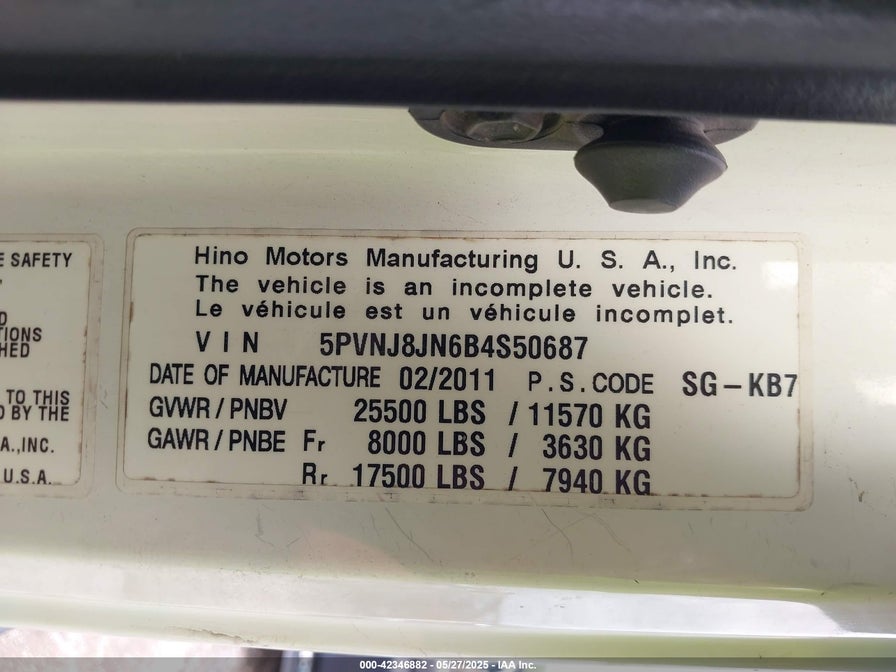 E SAFETY
D
TIONS
HED
TO THIS
D BY THE
A.,INC.
U.S.A.
Hino Motors Manufacturing U. S. A., Inc.
The vehicle is an incomplete vehicle.
Le véhicule est un véhicule incomplet.
VIN 5PVNJ8JN6B4S50687
DATE OF MANUFACTURE 02/2011 P.S.CODE SG-KB7
GVWR/PNBV 25500 LBS / 11570 KG
GAWR/PNBE Fr 8000 LBS / 3630 KG
Rr 17500 LBS / 7940 KG
000-42346882 - 05/27/2025 - IAA Inc.